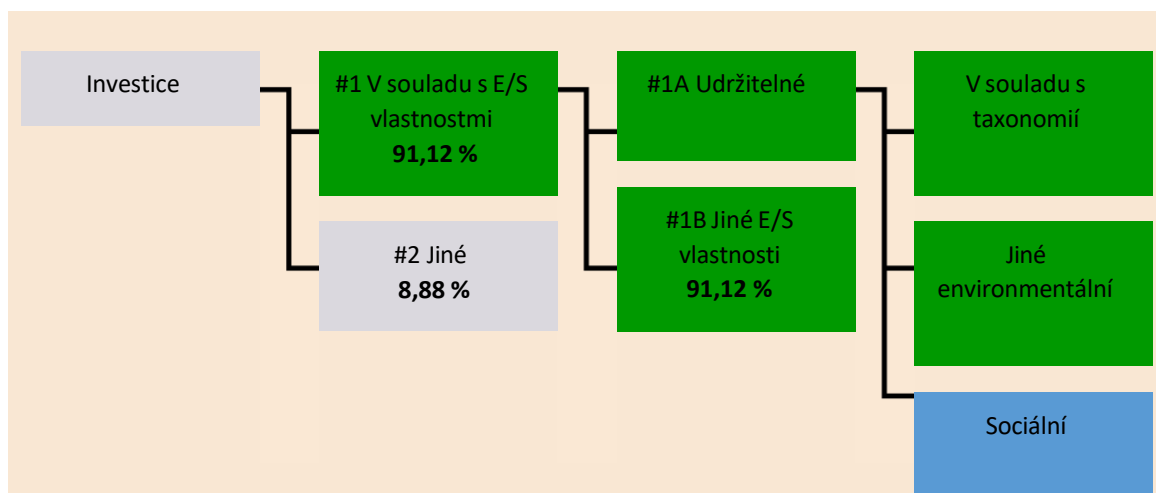 Investice
#1 V souladu s E/S
vlastnostmi
91,12 %
#2 Jiné
8,88 %
#1A Udržitelné
#1B Jiné E/S
vlastnosti
91,12 %
V souladu s
taxonomií
Jiné
environmentální
Sociální